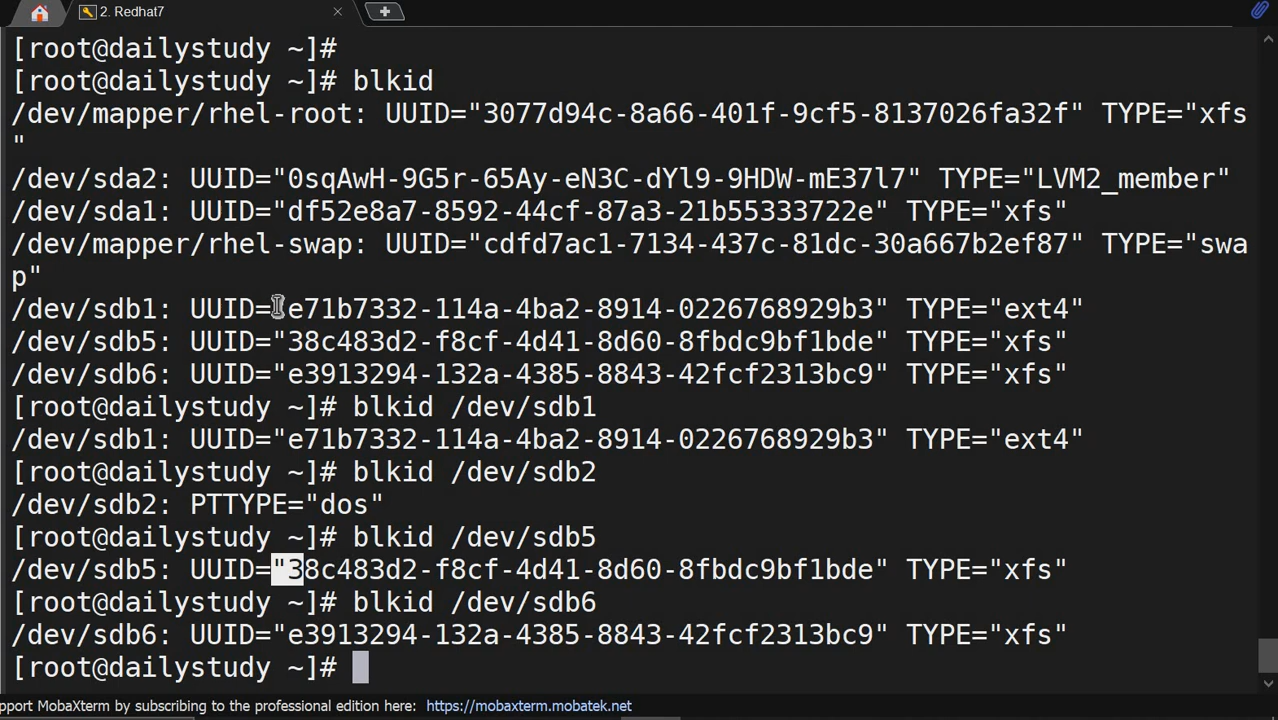 2. Redhat7
[root@dailystudy ~]#
[root@dailystudy ~]# blkid
/dev/mapper/rhel-root: UUID="3077d94c-8a66-401f-9cf5-8137026fa32f" TYPE="xfs
"
/dev/sda2: UUID="0sqAwH-9G5r-65Ay-eN3C-dYl9-9HDW-mE37l7" TYPE="LVM2_member"
/dev/sda1: UUID="df52e8a7-8592-44cf-87a3-21b55333722e" TYPE="xfs"
/dev/mapper/rhel-swap: UUID="cdfd7ac1-7134-437c-81dc-30a667b2ef87" TYPE="swa
p"
/dev/sdb1: UUID="e71b7332-114a-4ba2-8914-0226768929b3" TYPE="ext4"
/dev/sdb5: UUID="38c483d2-f8cf-4d41-8d60-8fbdc9bf1bde" TYPE="xfs"
/dev/sdb6: UUID="e3913294-132a-4385-8843-42fcf2313bc9" TYPE="xfs"
[root@dailystudy ~]# blkid /dev/sdb1
/dev/sdb1: UUID="e71b7332-114a-4ba2-8914-0226768929b3" TYPE="ext4"
[root@dailystudy ~]# blkid /dev/sdb2
/dev/sdb2: PTTYPE="dos"
[root@dailystudy ~]# blkid /dev/sdb5
/dev/sdb5: UUID="38c483d2-f8cf-4d41-8d60-8fbdc9bf1bde" TYPE="xfs"
[root@dailystudy ~]# blkid /dev/sdb6
/dev/sdb6: UUID="e3913294-132a-4385-8843-42fcf2313bc9" TYPE="xfs"
[root@dailystudy ~]#
pport MobaXterm by subscribing to the professional edition here: https://mobaxterm.mobatek.net